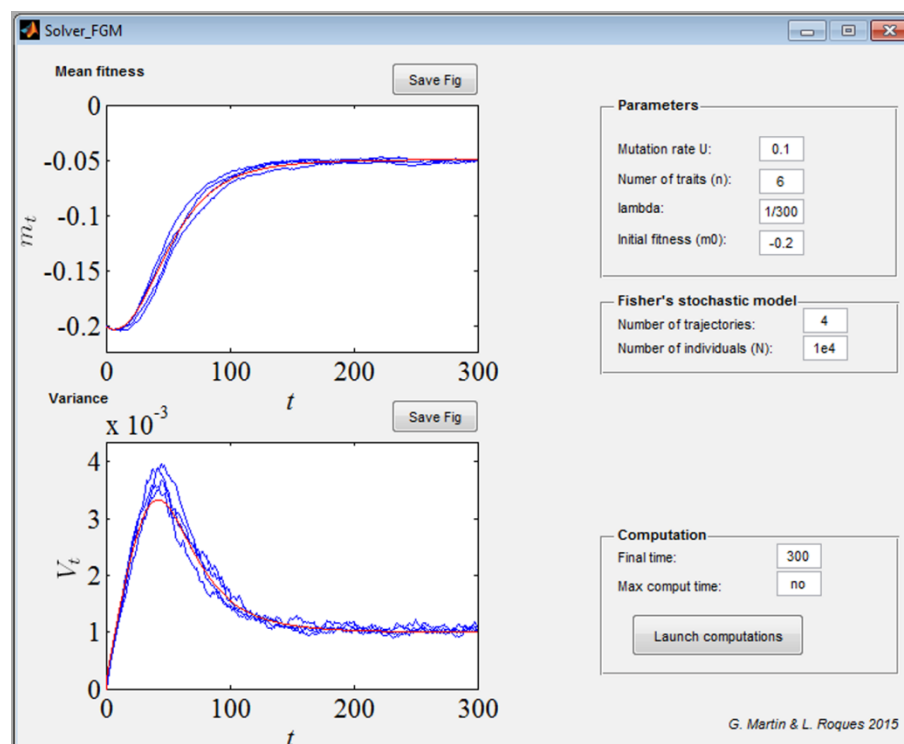 Solver_FGM
Mean fitness
Save Fig
0
-0.05
-0.1
-0.15
-0.2
m_t
0 100 200 300
t
Variance
Save Fig
x 10^-3
4
3
2
1
0
V_t
0 100 200 300
t
Parameters
Mutation rate U: 0.1
Numer of traits (n): 6
lambda: 1/300
Initial fitness (m0): -0.2
Fisher's stochastic model
Number of trajectories: 4
Number of individuals (N): 1e4
Computation
Final time: 300
Max comput time: no
Launch computations
G. Martin & L. Roques 2015